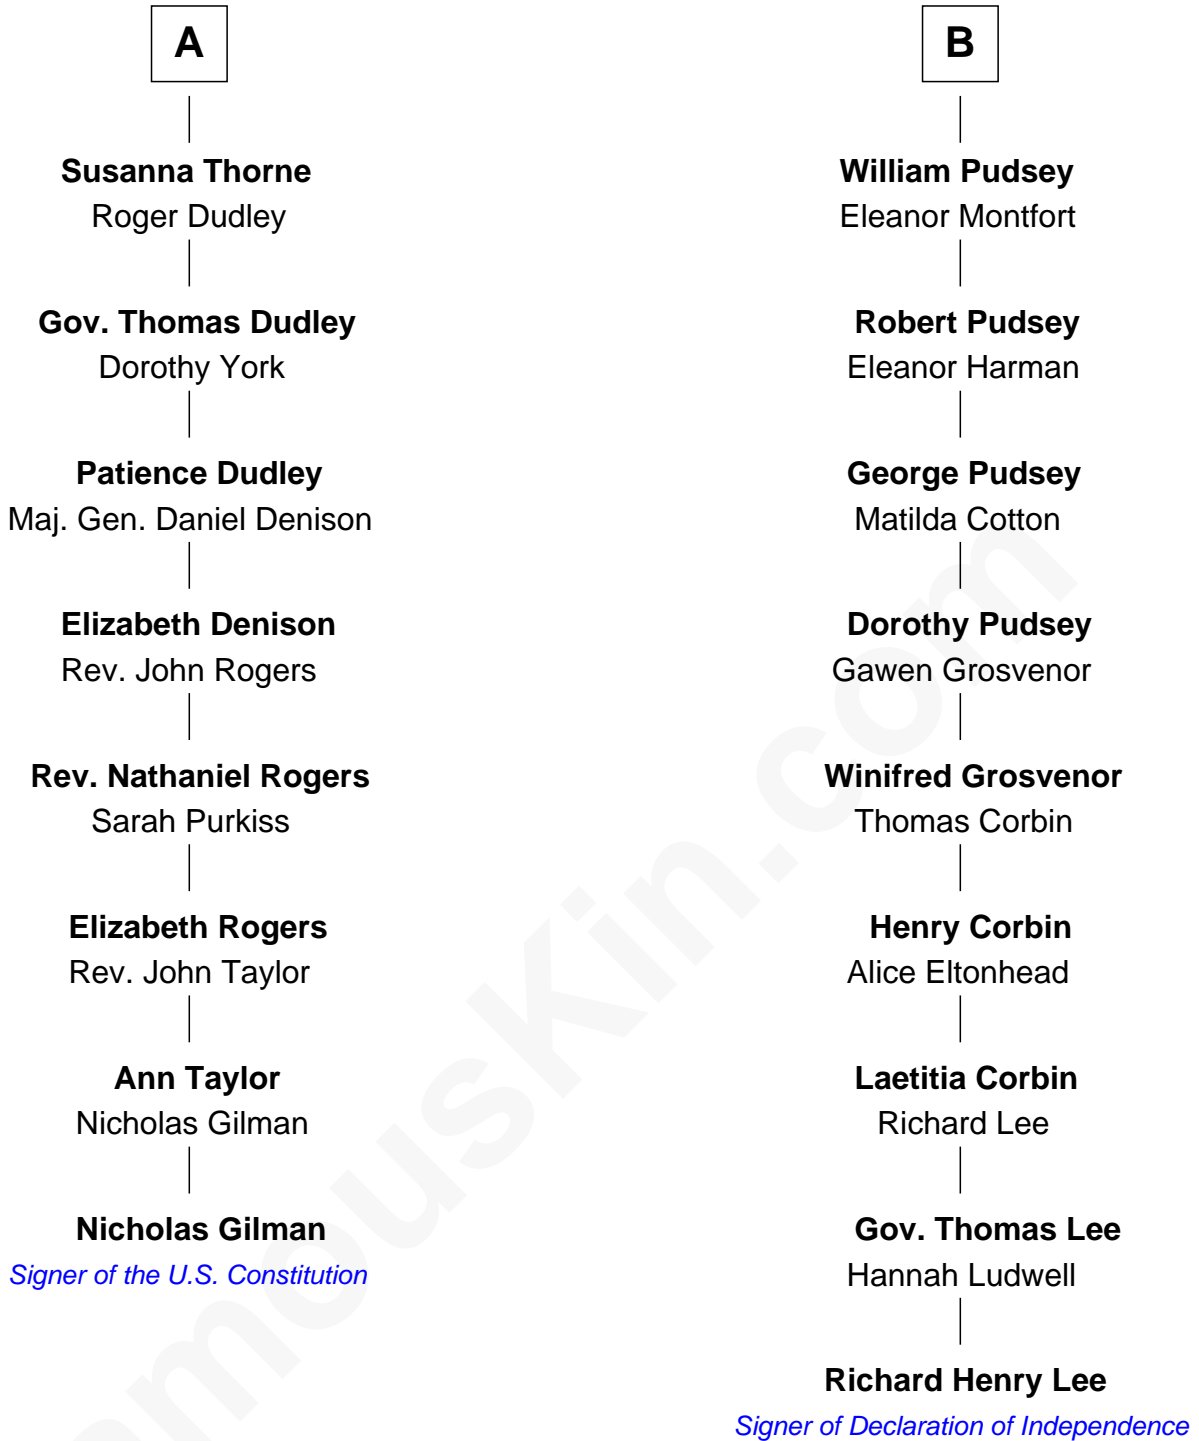 A
Susanna Thorne
Roger Dudley
Gov. Thomas Dudley
Dorothy York
Patience Dudley
Maj. Gen. Daniel Denison
Elizabeth Denison
Rev. John Rogers
Rev. Nathaniel Rogers
Sarah Purkiss
Elizabeth Rogers
Rev. John Taylor
Ann Taylor
Nicholas Gilman
Nicholas Gilman
Signer of the U.S. Constitution
B
William Pudsey
Eleanor Montfort
Robert Pudsey
Eleanor Harman
George Pudsey
Matilda Cotton
Dorothy Pudsey
Gawen Grosvenor
Winifred Grosvenor
Thomas Corbin
Henry Corbin
Alice Eltonhead
Laetitia Corbin
Richard Lee
Gov. Thomas Lee
Hannah Ludwell
Richard Henry Lee
Signer of Declaration of Independence
mouskin.com